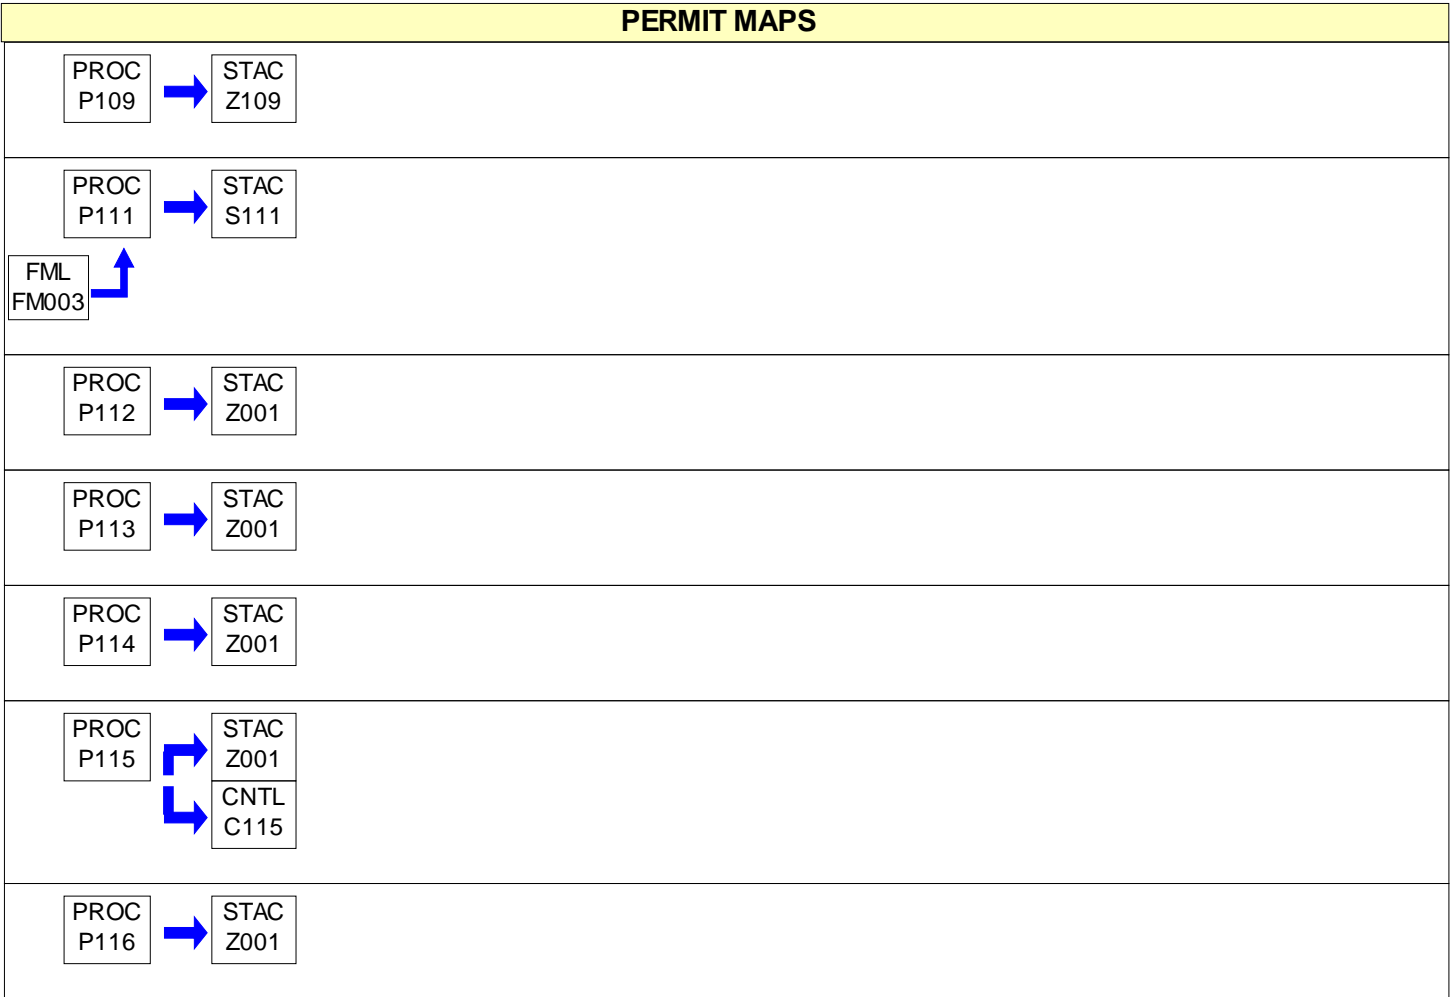 PERMIT MAPS
PROC
P109
STAC
Z109
PROC
P111
STAC
S111
FML
FM003
PROC
P112
STAC
Z001
PROC
P113
STAC
Z001
PROC
P114
STAC
Z001
PROC
P115
STAC
Z001
CNTL
C115
PROC
P116
STAC
Z001